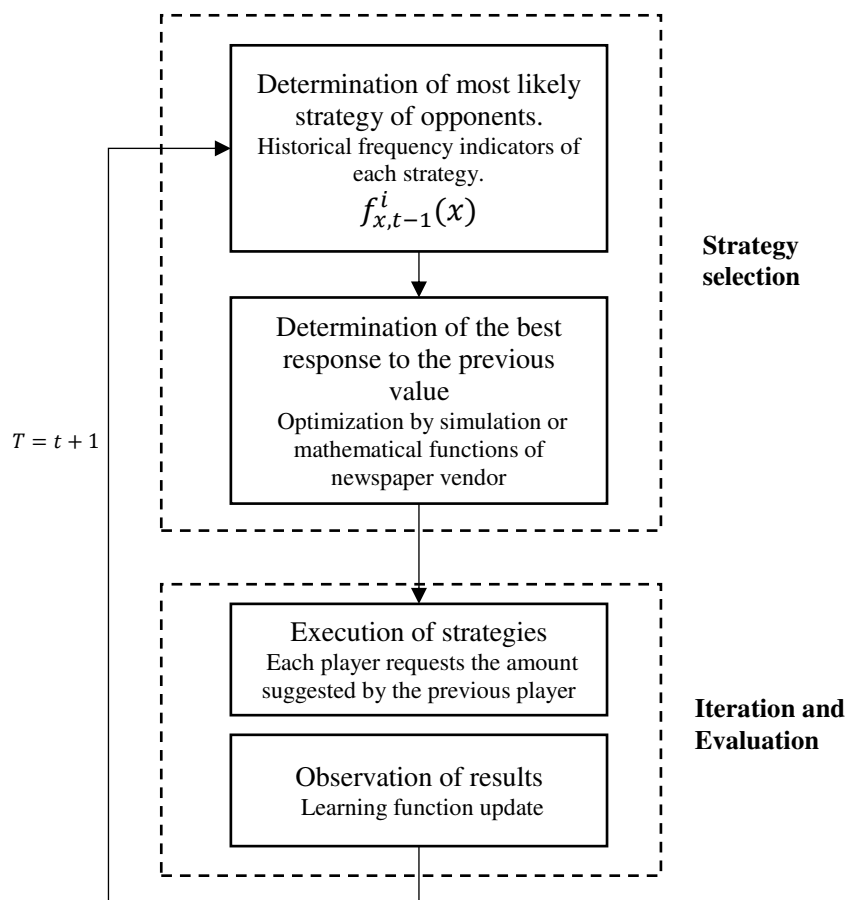 Determination of most likely
strategy of opponents.
Historical frequency indicators of
each strategy.
f^i_{x,t−1}(x)
Strategy
selection
Determination of the best
response to the previous
value
Optimization by simulation or
mathematical functions of
newspaper vendor
T = t + 1
Execution of strategies
Each player requests the amount
suggested by the previous player
Iteration and
Evaluation
Observation of results
Learning function update